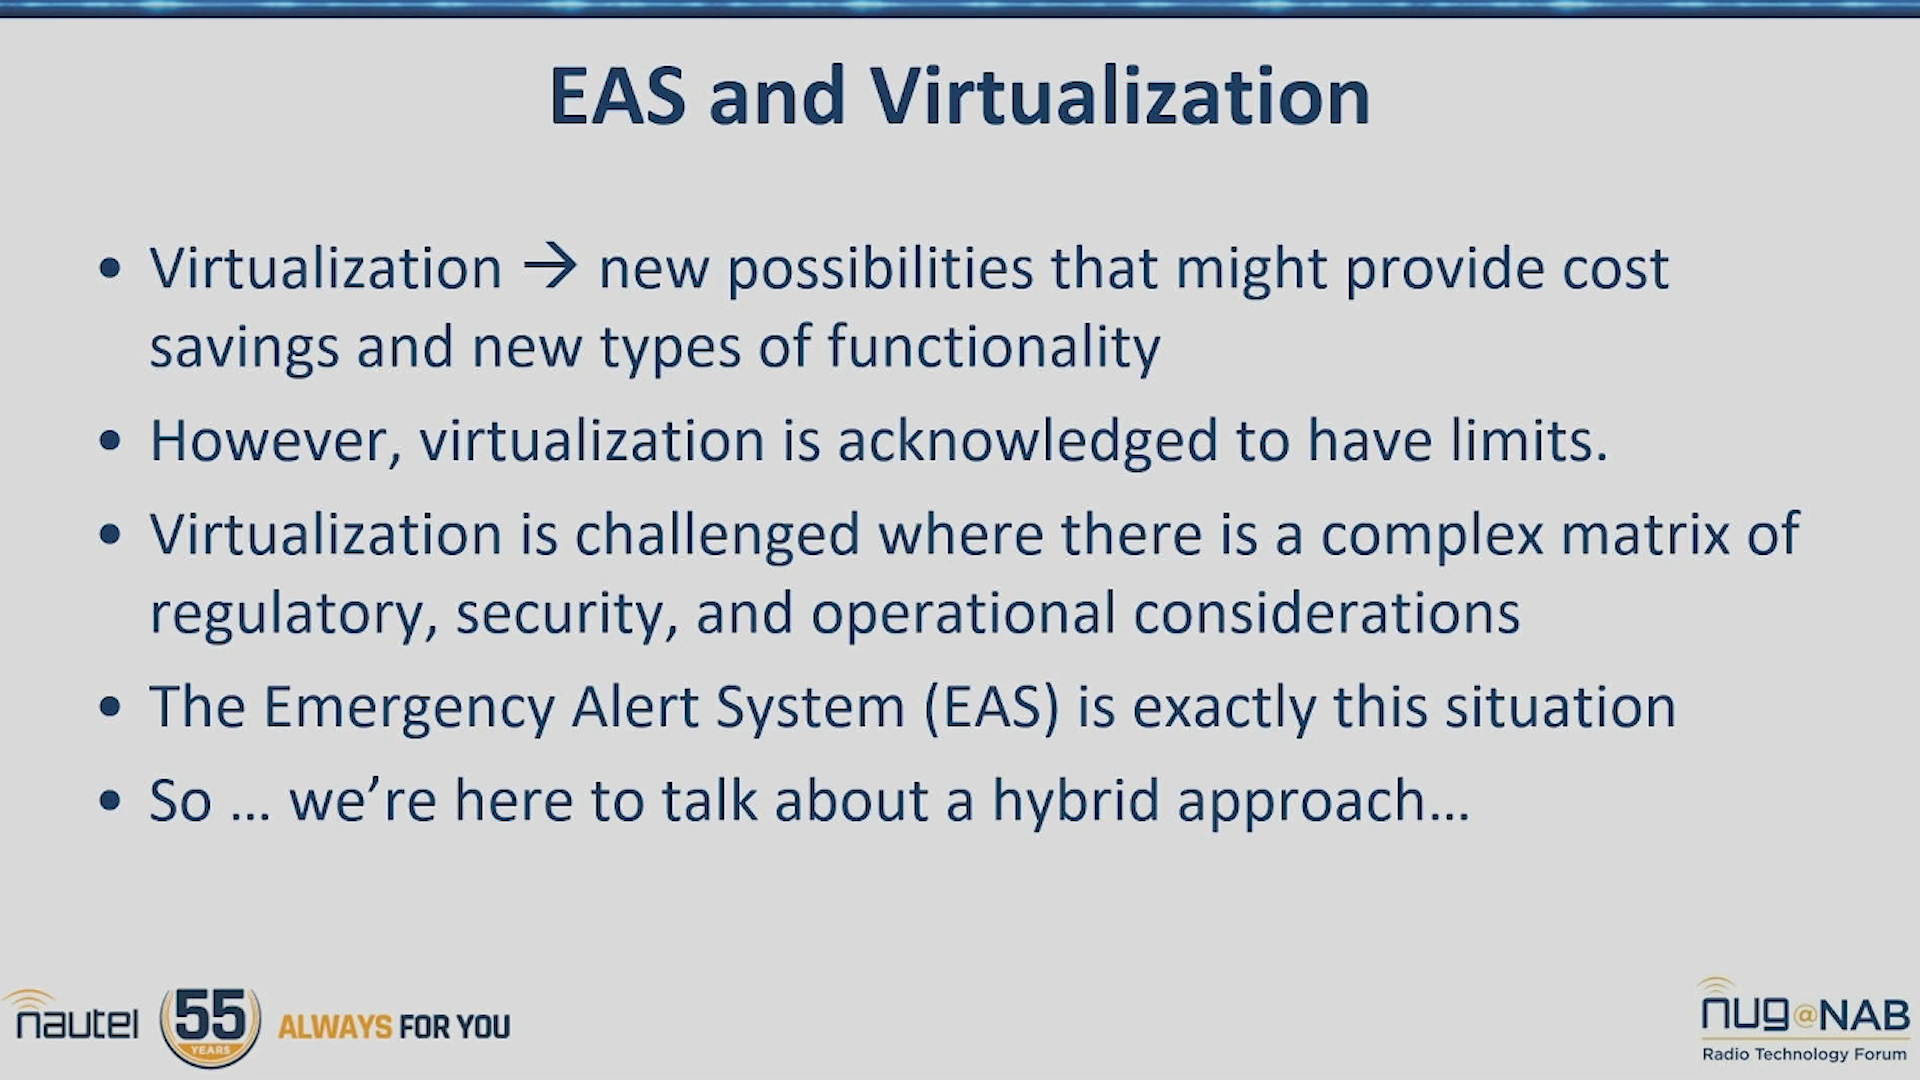 EAS and Virtualization
• Virtualization → new possibilities that might provide cost
savings and new types of functionality
• However, virtualization is acknowledged to have limits.
• Virtualization is challenged where there is a complex matrix of
regulatory, security, and operational considerations
• The Emergency Alert System (EAS) is exactly this situation
• So … we’re here to talk about a hybrid approach…
nautel 55 YEARS ALWAYS FOR YOU
nug@NAB
Radio Technology Forum